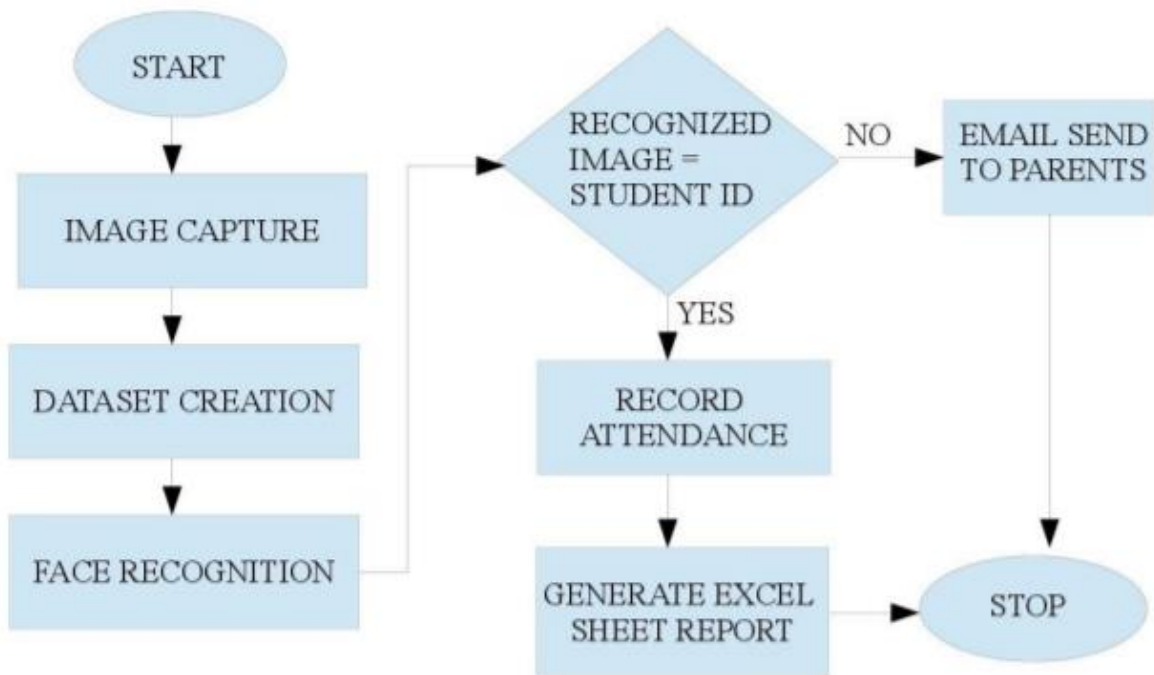 START
IMAGE CAPTURE
DATASET CREATION
FACE RECOGNITION
RECOGNIZED
IMAGE =
STUDENT ID
NO
EMAIL SEND
TO PARENTS
YES
RECORD
ATTENDANCE
GENERATE EXCEL
SHEET REPORT
STOP